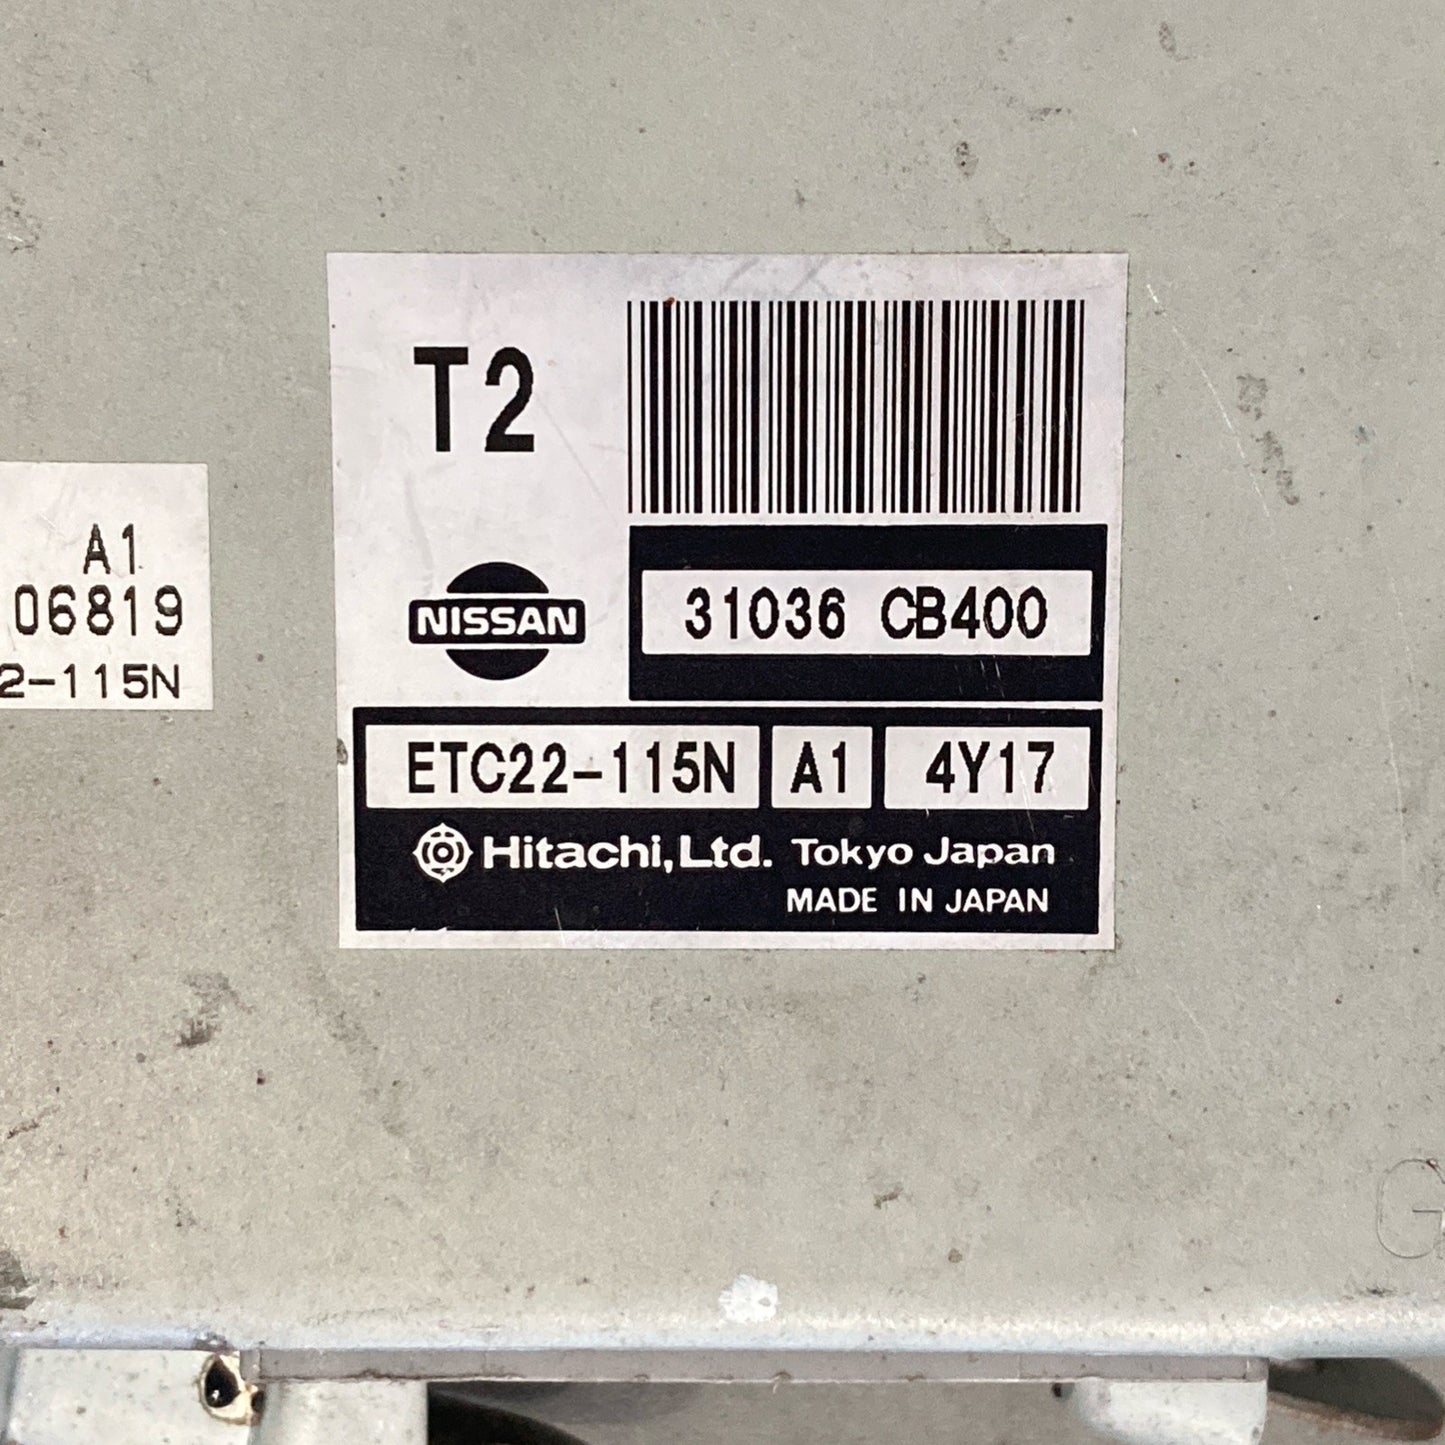 A1
06819
2-115N
T2
NISSAN
31036 CB400
ETC22-115N A1 4Y17
Hitachi, Ltd. Tokyo Japan
MADE IN JAPAN
G